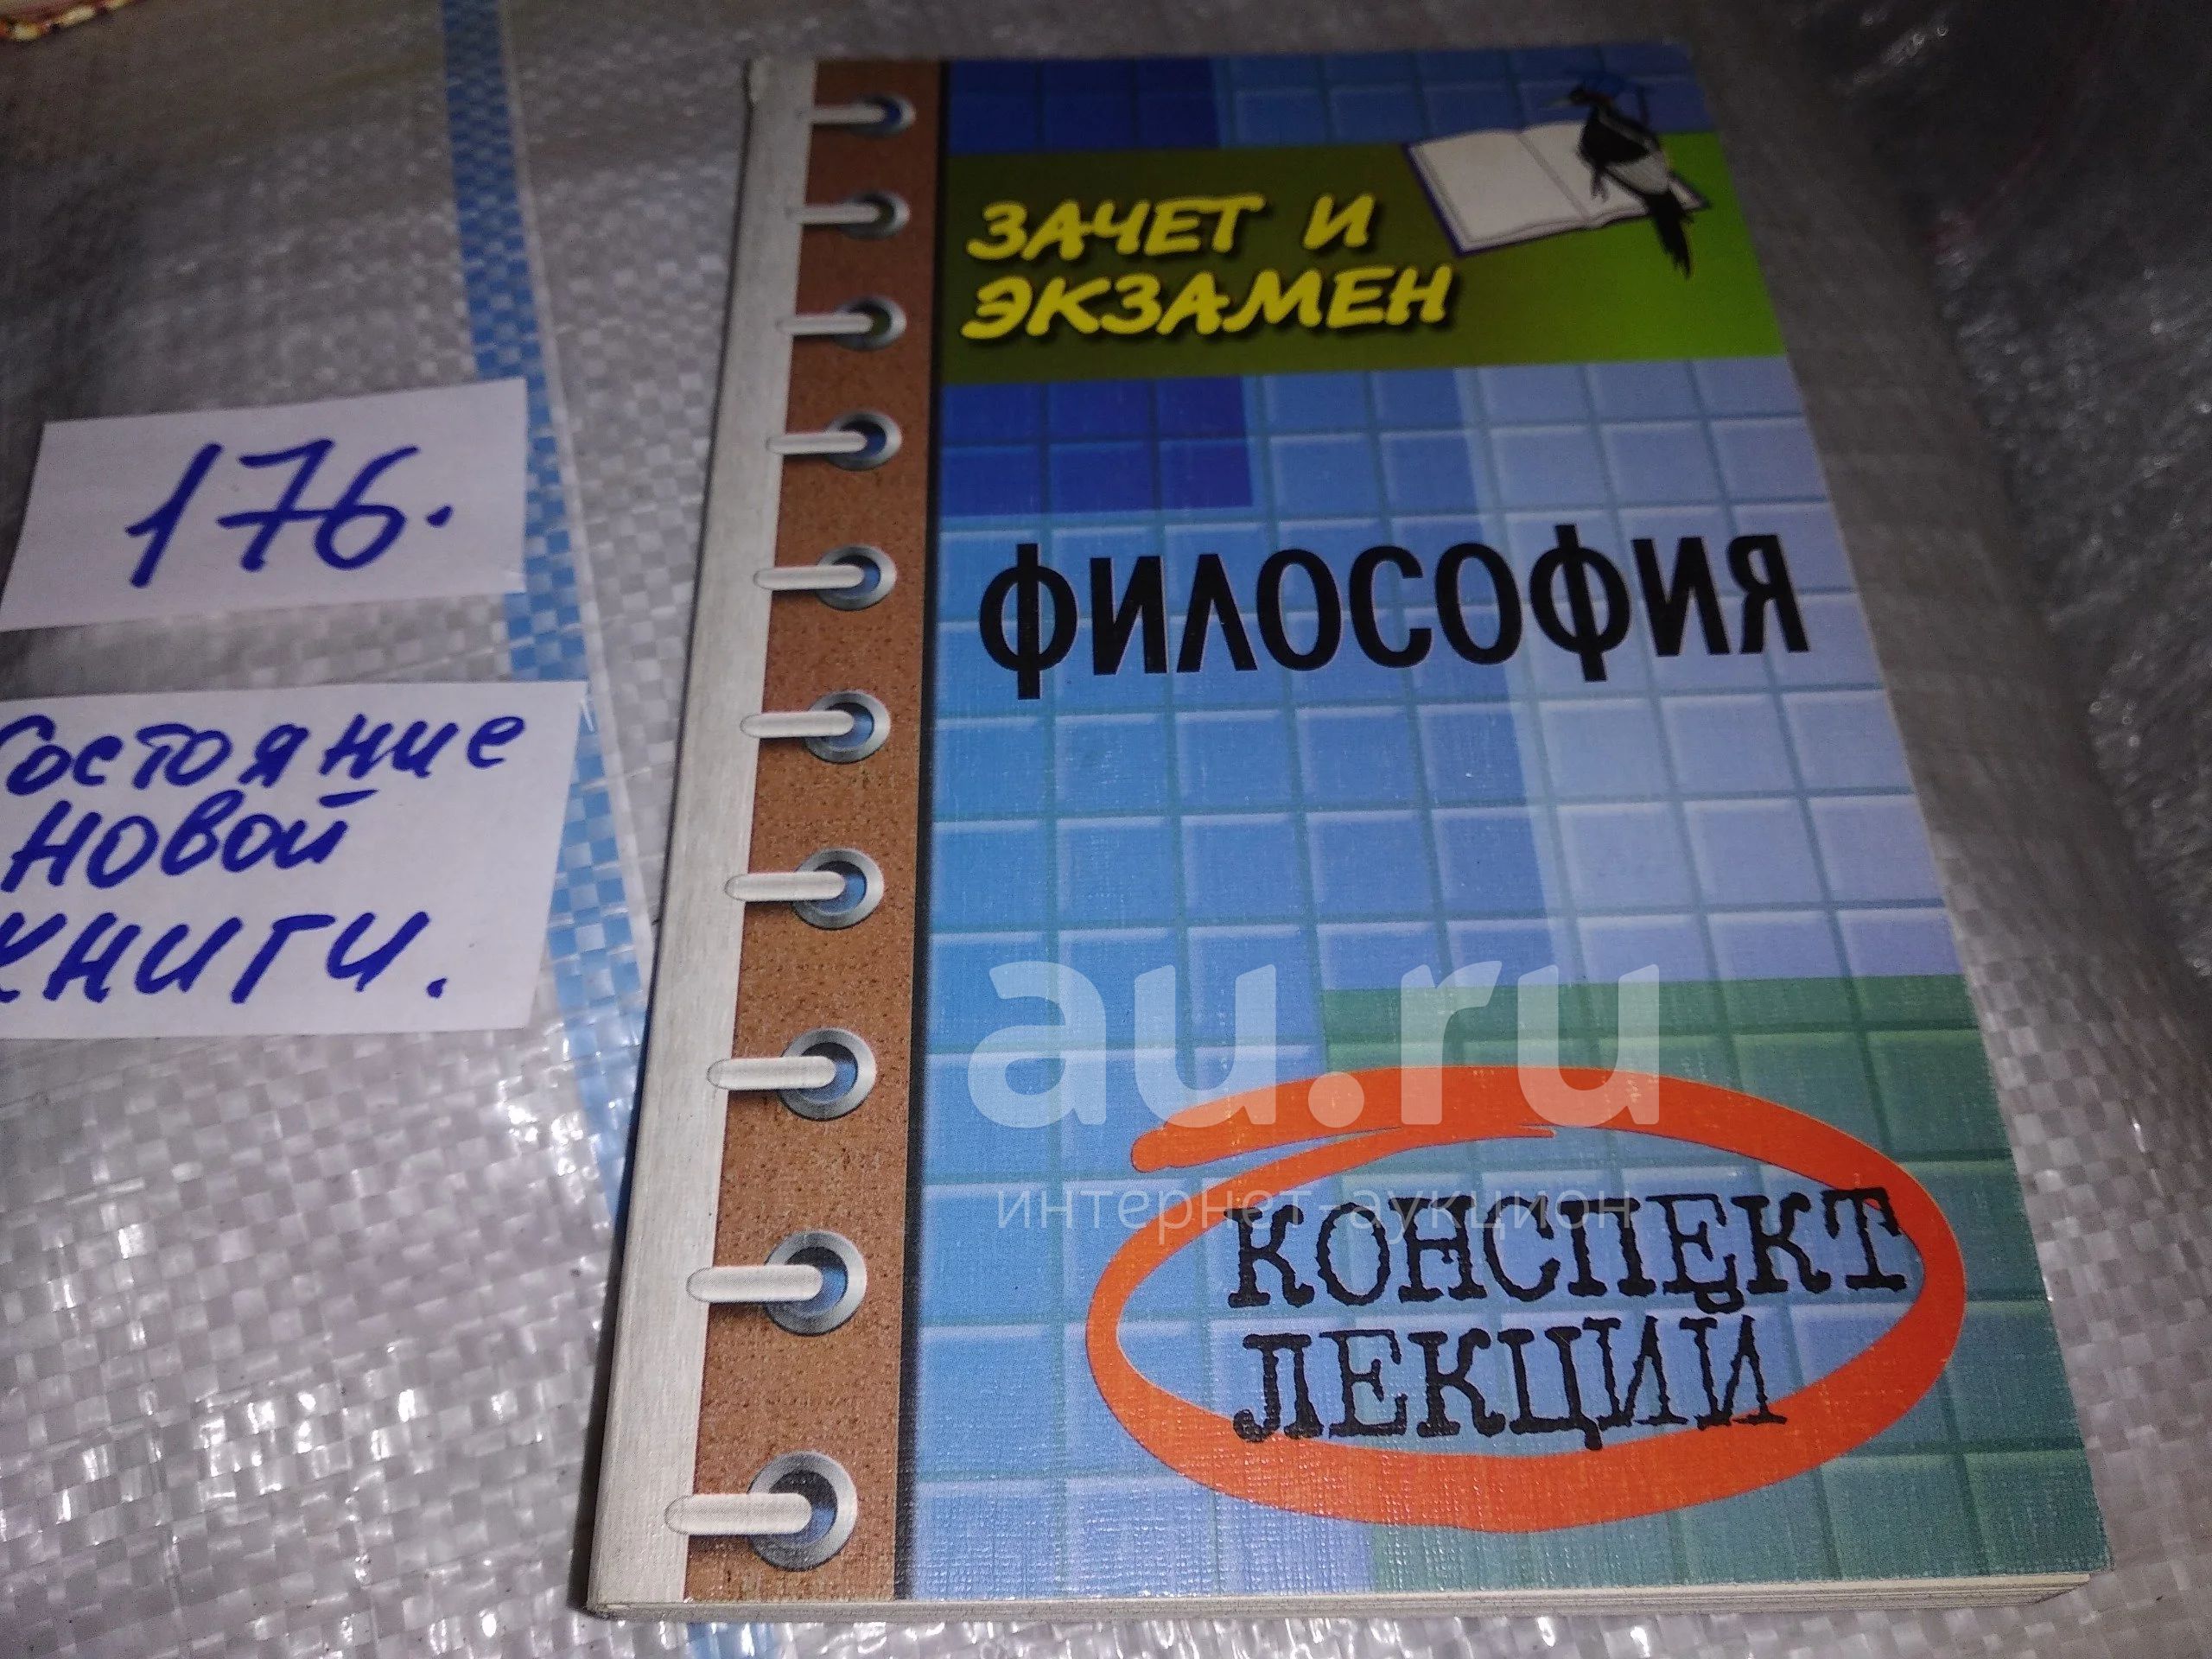 ЗАЧЕТ И
ЭКЗАМЕН
ФИЛОСОФИЯ
КОНСПЕКТ
ЛЕКЦИЙ
176.
Состояние
новой
книги.
au.ru
интернет-аукцион